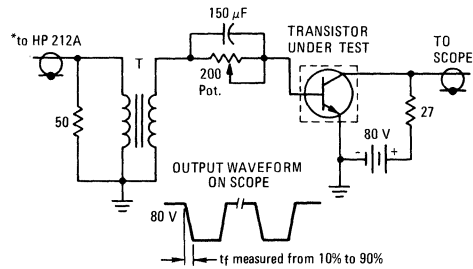 150 µF
*to HP 212A
T
200
Pot.
50
TRANSISTOR
UNDER TEST
TO
SCOPE
27
80 V
- +
OUTPUT WAVEFORM
ON SCOPE
80 V
tf measured from 10% to 90%